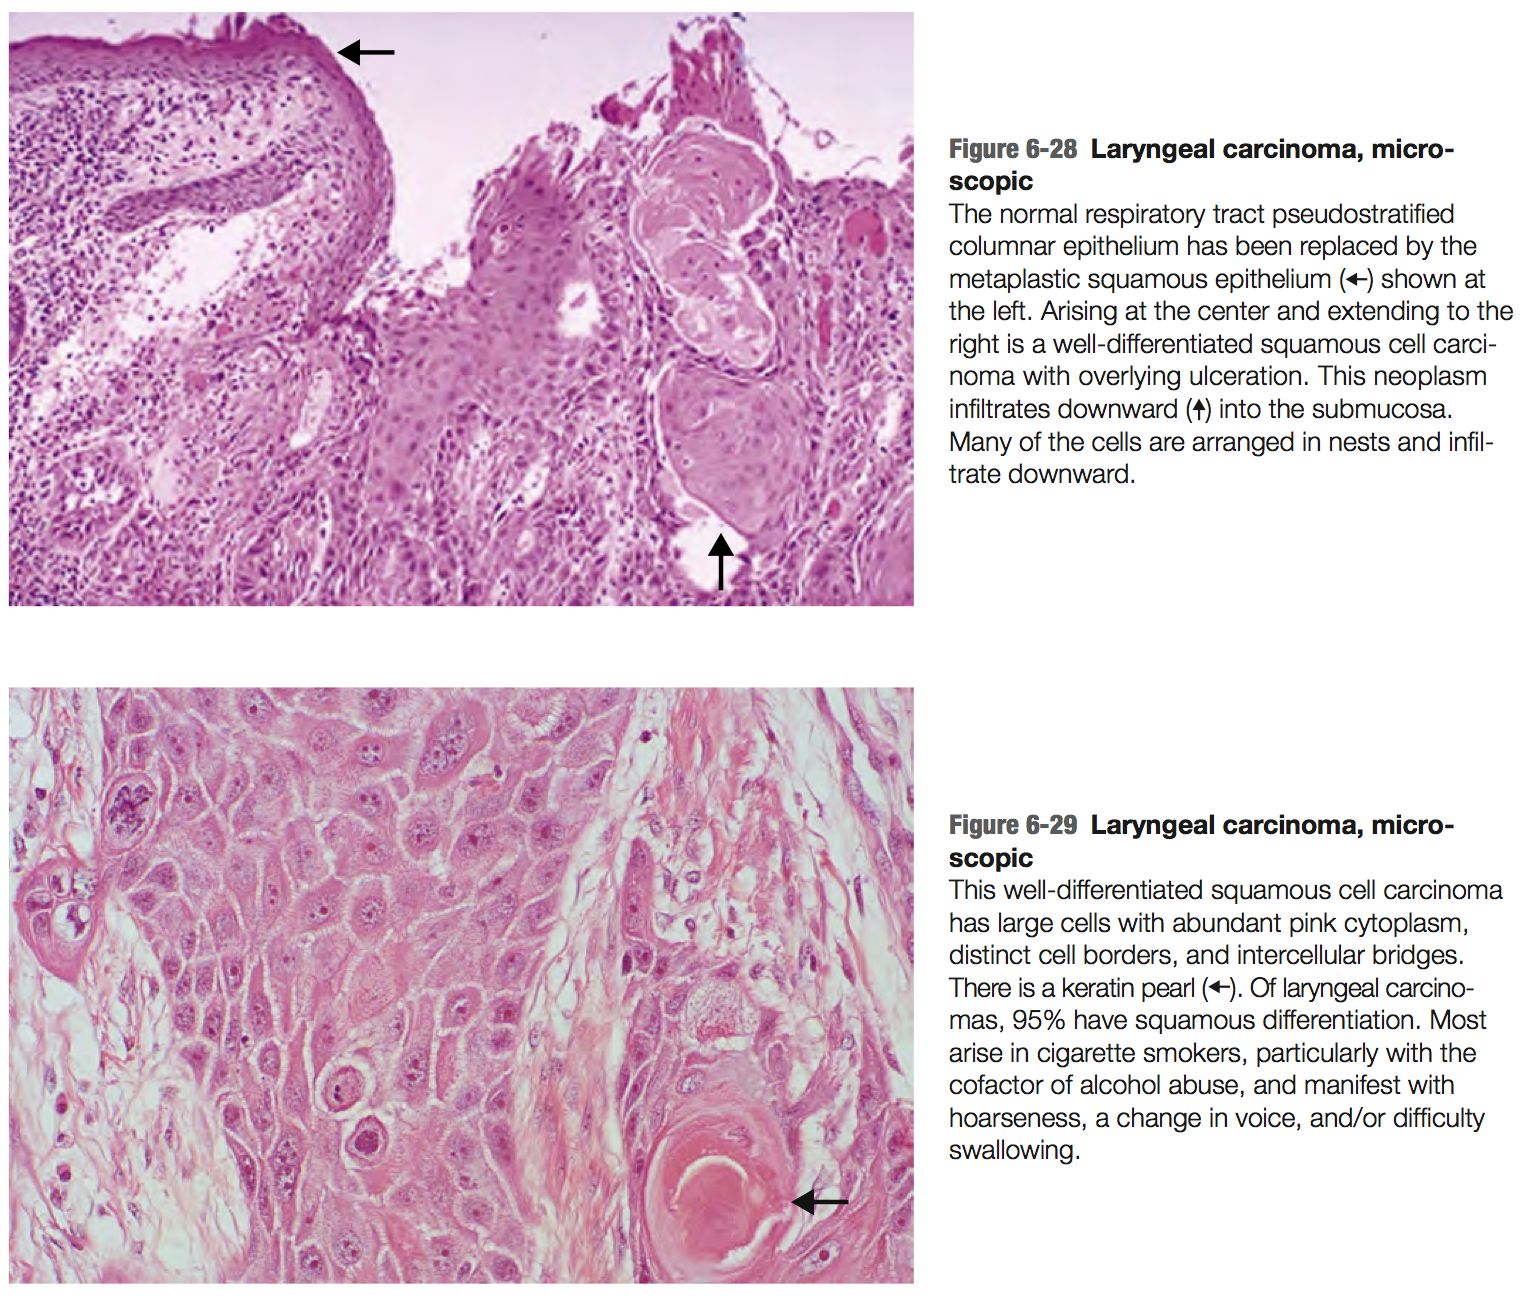 Figure 6-28 Laryngeal carcinoma, micro-
scopic
The normal respiratory tract pseudostratified
columnar epithelium has been replaced by the
metaplastic squamous epithelium (←) shown at
the left. Arising at the center and extending to the
right is a well-differentiated squamous cell carci-
noma with overlying ulceration. This neoplasm
infiltrates downward (↑) into the submucosa.
Many of the cells are arranged in nests and infil-
trate downward.
Figure 6-29 Laryngeal carcinoma, micro-
scopic
This well-differentiated squamous cell carcinoma
has large cells with abundant pink cytoplasm,
distinct cell borders, and intercellular bridges.
There is a keratin pearl (←). Of laryngeal carcino-
mas, 95% have squamous differentiation. Most
arise in cigarette smokers, particularly with the
cofactor of alcohol abuse, and manifest with
hoarseness, a change in voice, and/or difficulty
swallowing.